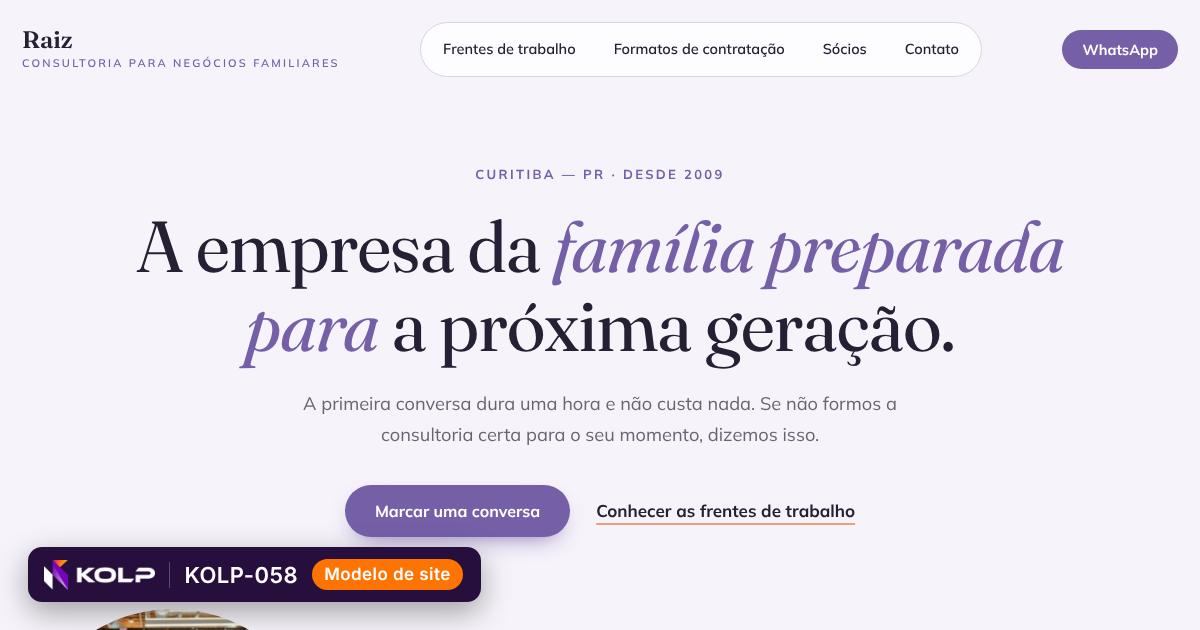 Raiz
CONSULTORIA PARA NEGÓCIOS FAMILIARES
Frentes de trabalho
Formatos de contratação
Sócios
Contato
WhatsApp
CURITIBA — PR · DESDE 2009
A empresa da família preparada
para a próxima geração.
A primeira conversa dura uma hora e não custa nada. Se não formos a
consultoria certa para o seu momento, dizemos isso.
Marcar uma conversa
Conhecer as frentes de trabalho
KOLP
KOLP-058
Modelo de site